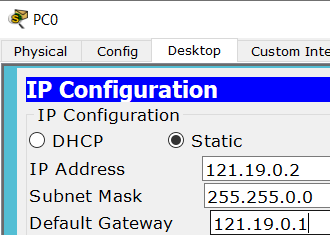 PC0
Physical Config Desktop Custom Inte
IP Configuration
IP Configuration
DHCP Static
IP Address 121.19.0.2
Subnet Mask 255.255.0.0
Default Gateway 121.19.0.1